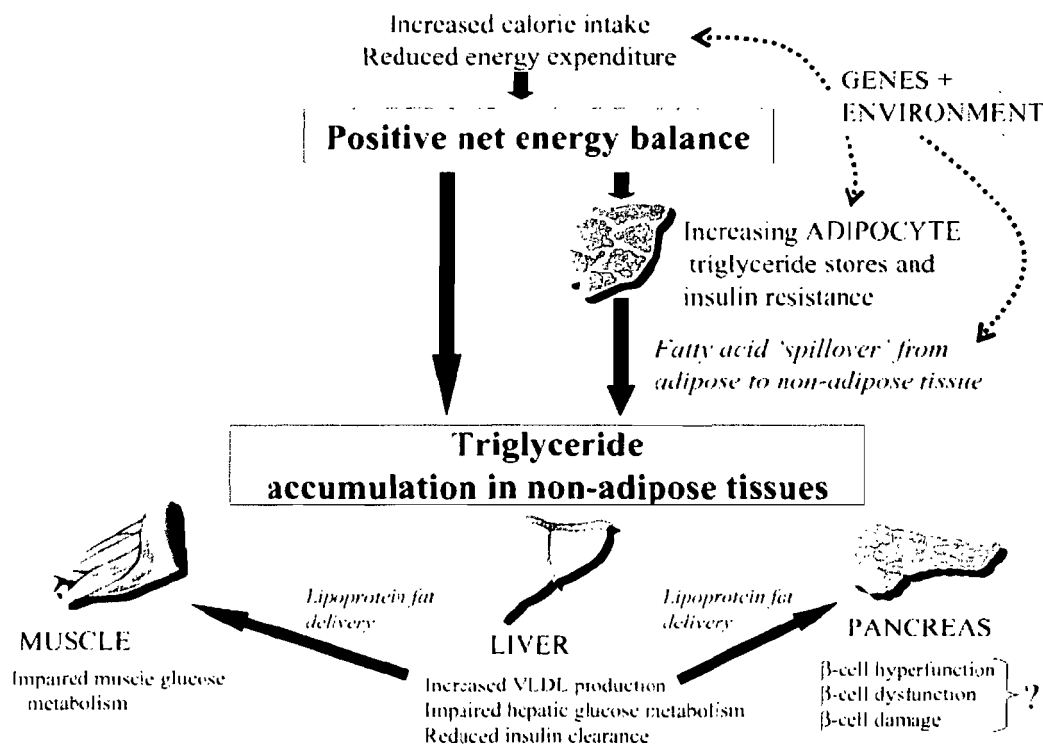 Increased calorie intake
Reduced energy expenditure
GENES +
ENVIRONMENT
Positive net energy balance
Increasing ADIPOCYTE
triglyceride stores and
insulin resistance
Fatty acid 'spillover' from
adipose to non-adipose tissue
Triglyceride
accumulation in non-adipose tissues
Lipoprotein fat
delivery
Lipoprotein fat
delivery
MUSCLE
Impaired muscle glucose
metabolism
LIVER
Increased VLDL production
Impaired hepatic glucose metabolism
Reduced insulin clearance
PANCREAS
β-cell hyperfunction
β-cell dysfunction
β-cell damage
?